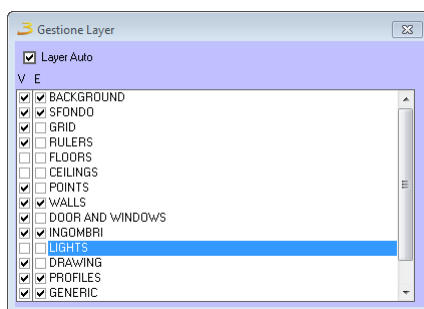 Gestione Layer
Layer Auto
V E
BACKGROUND
SFONDO
GRID
RULERS
FLOORS
CEILINGS
POINTS
WALLS
DOOR AND WINDOWS
INGOMBRI
LIGHTS
DRAWING
PROFILES
GENERIC